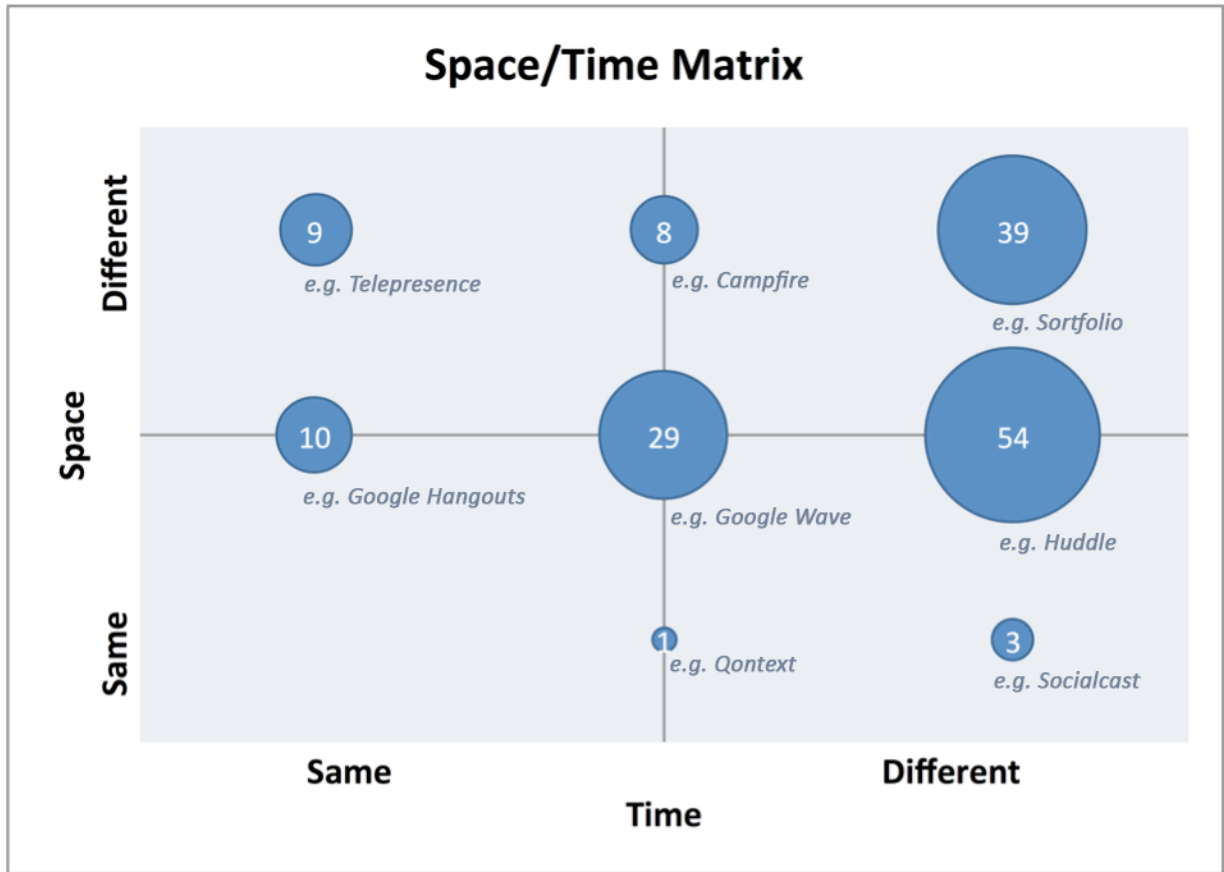 Space/Time Matrix
Different
Space
Same
9
e.g. Telepresence
8
e.g. Campfire
39
e.g. Sortfolio
10
e.g. Google Hangouts
29
e.g. Google Wave
54
e.g. Huddle
1
e.g. Qontext
3
e.g. Socialcast
Same
Different
Time